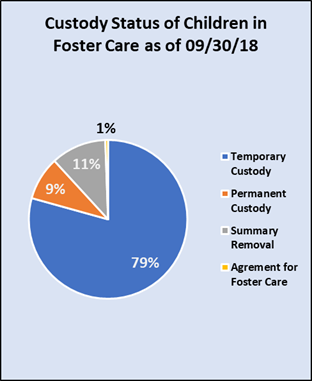 Custody Status of Children in
Foster Care as of 09/30/18
1%
11%
9%
79%
Temporary
Custody
Permanent
Custody
Summary
Removal
Agrement for
Foster Care